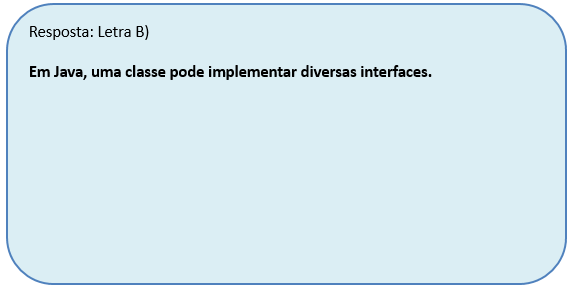 Resposta: Letra B)
Em Java, uma classe pode implementar diversas interfaces.